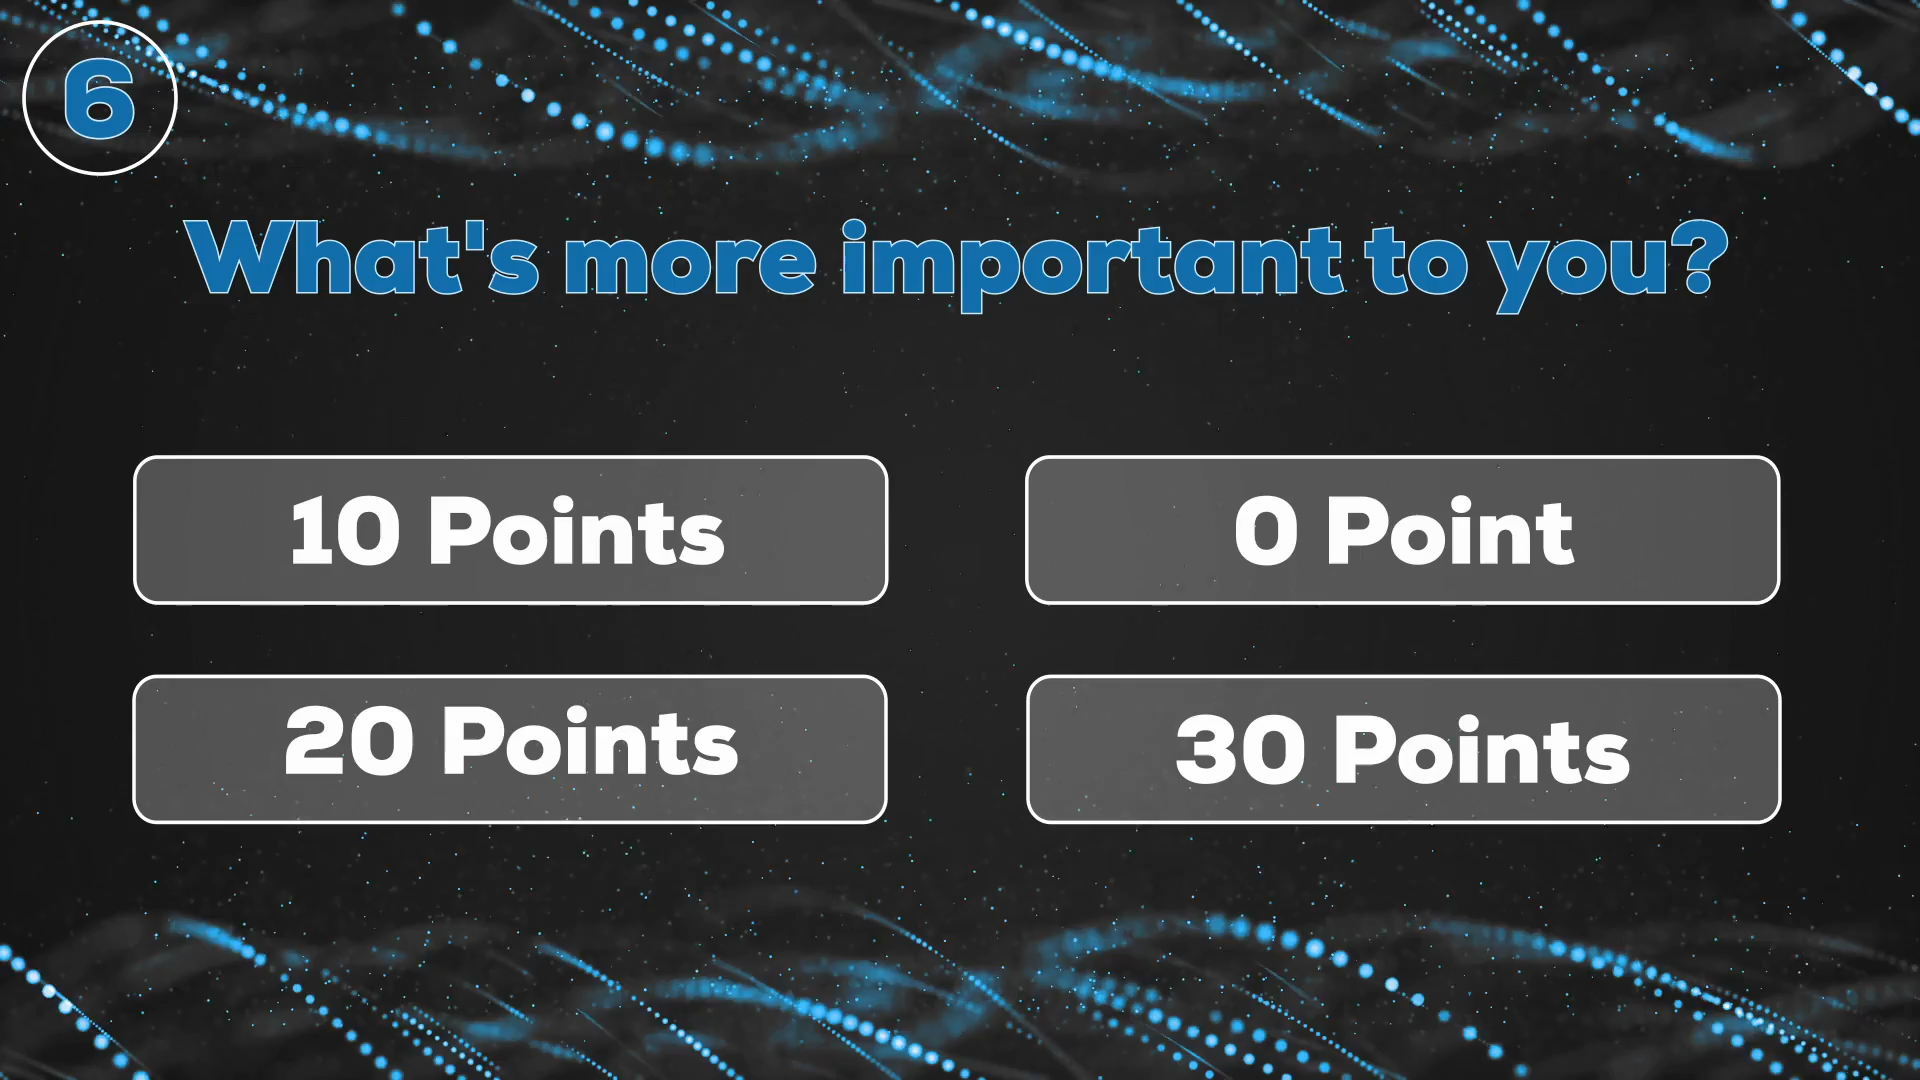 6
What's more important to you?
10 Points
0 Point
20 Points
30 Points